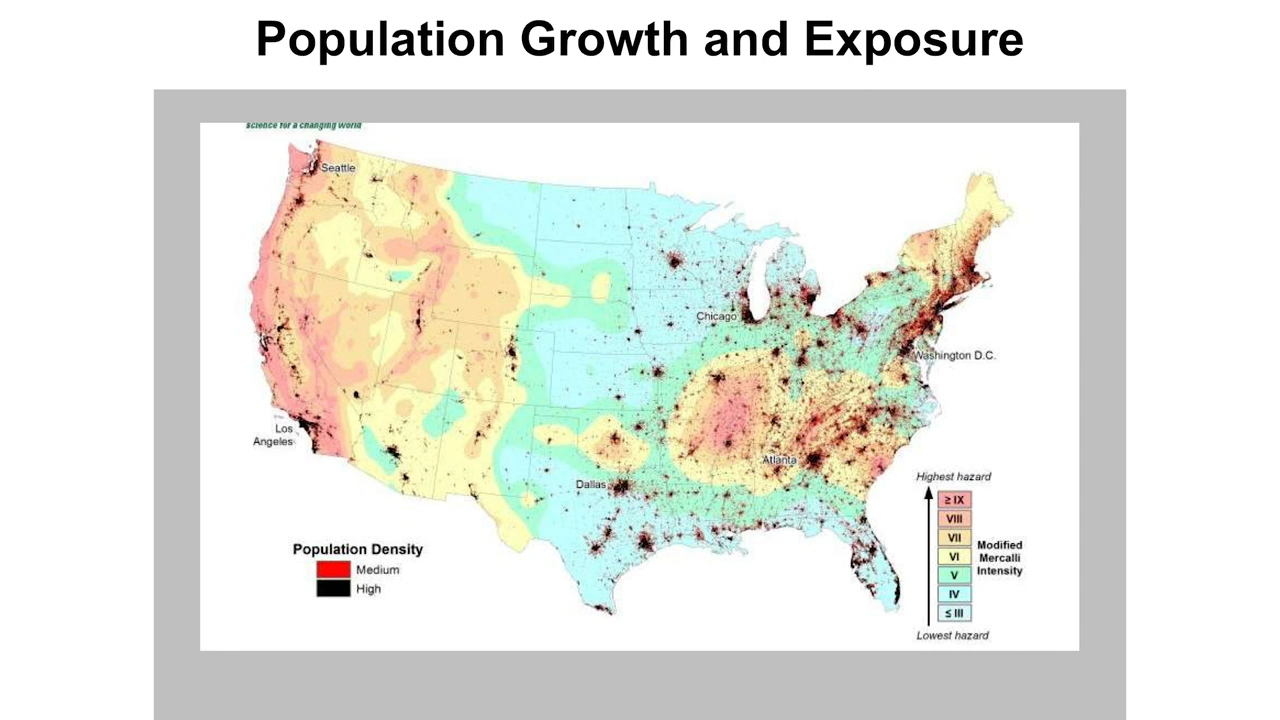 Population Growth and Exposure
science for a changing world
Seattle
Chicago
Washington D.C.
Los
Angeles
Atlanta
Dallas
Highest hazard
≥ IX
VIII
VII
VI
V
IV
≤ III
Modified
Mercalli
Intensity
Lowest hazard
Population Density
Medium
High